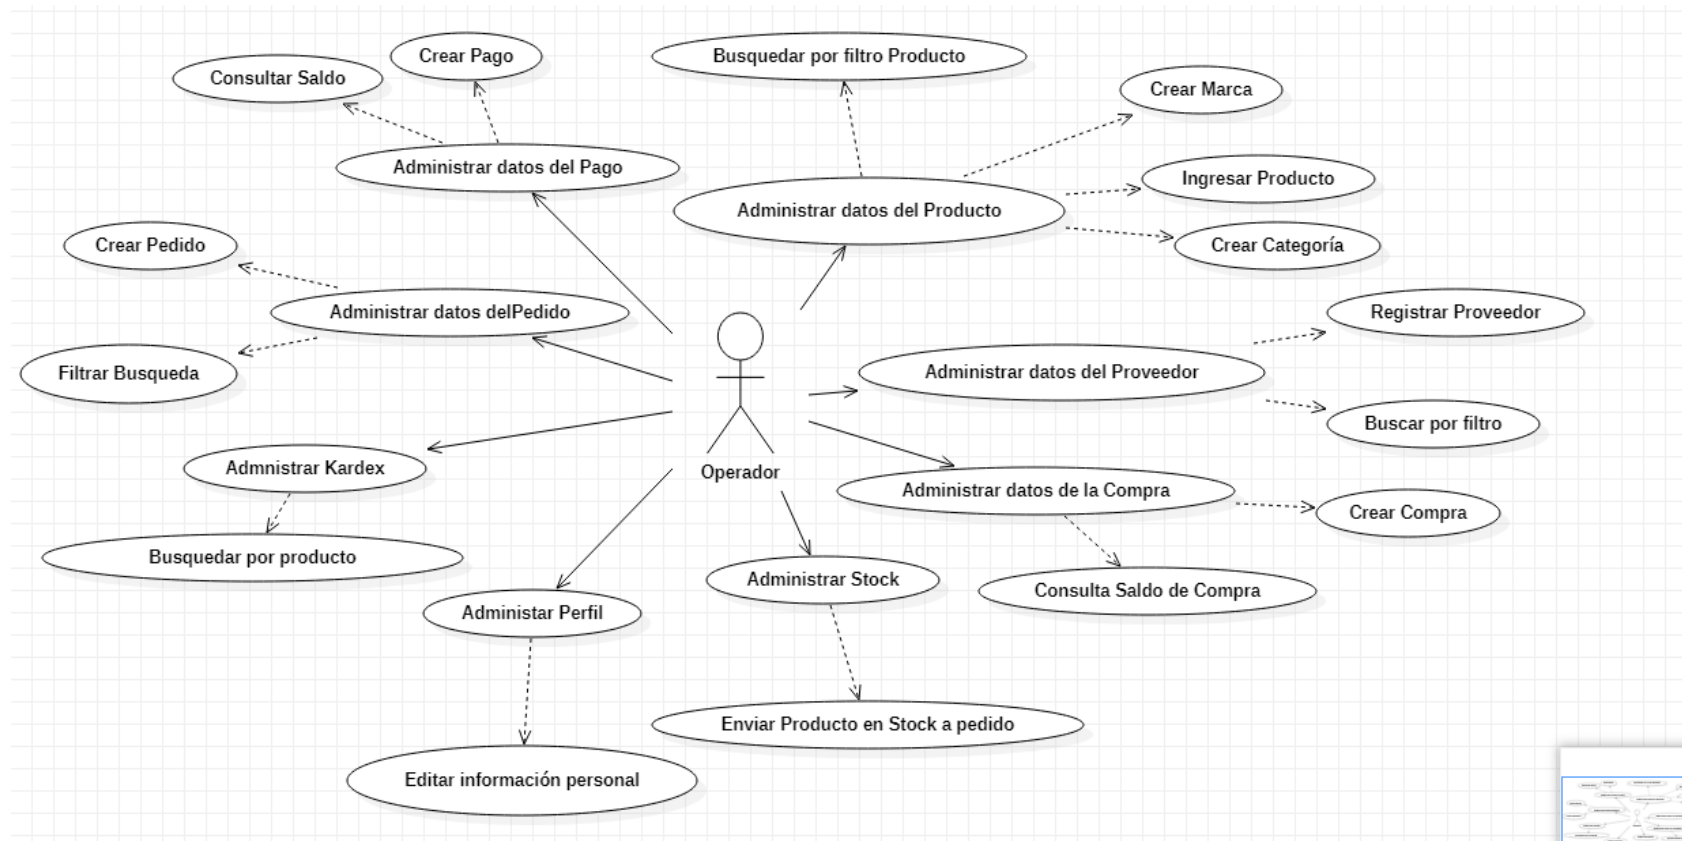 Crear Pago
Busquedar por filtro Producto
Consultar Saldo
Crear Marca
Administrar datos del Pago
Ingresar Producto
Administrar datos del Producto
Crear Pedido
Crear Categoría
Administrar datos delPedido
Registrar Proveedor
Filtrar Busqueda
Administrar datos del Proveedor
Buscar por filtro
Admnistrar Kardex
Operador
Administrar datos de la Compra
Crear Compra
Busquedar por producto
Administrar Stock
Consulta Saldo de Compra
Administar Perfil
Enviar Producto en Stock a pedido
Editar información personal